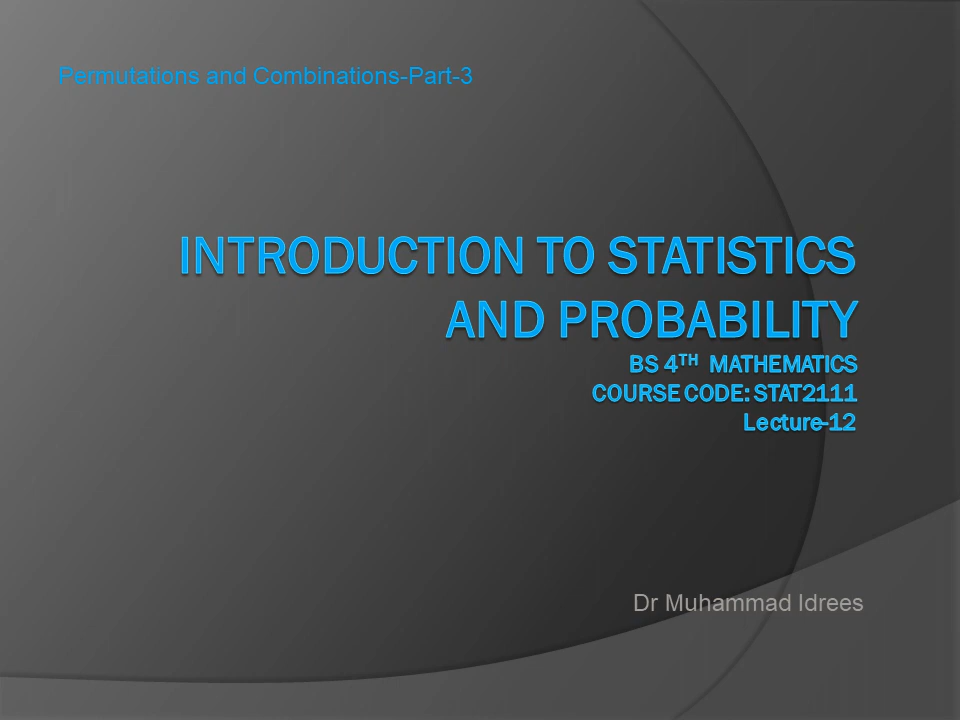 Permutations and Combinations-Part-3
INTRODUCTION TO STATISTICS
AND PROBABILITY
BS 4TH MATHEMATICS
COURSE CODE: STAT2111
Lecture-12
Dr Muhammad Idrees